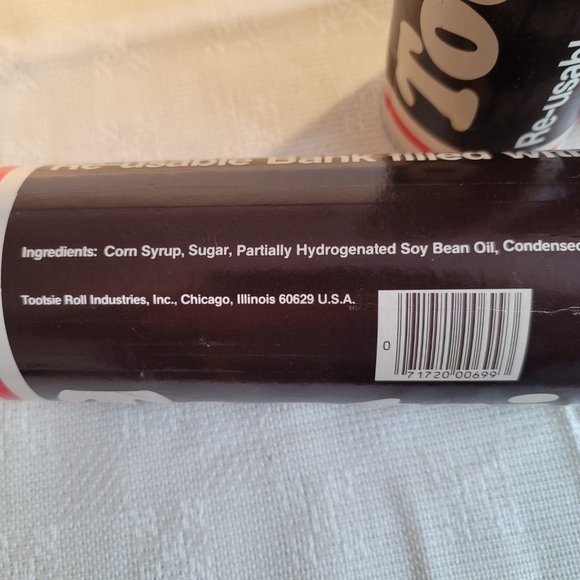 Too
Re-usabl
Re-usable Bank filled with
Ingredients: Corn Syrup, Sugar, Partially Hydrogenated Soy Bean Oil, Condensed
Tootsie Roll Industries, Inc., Chicago, Illinois 60629 U.S.A.
0 71720 00699